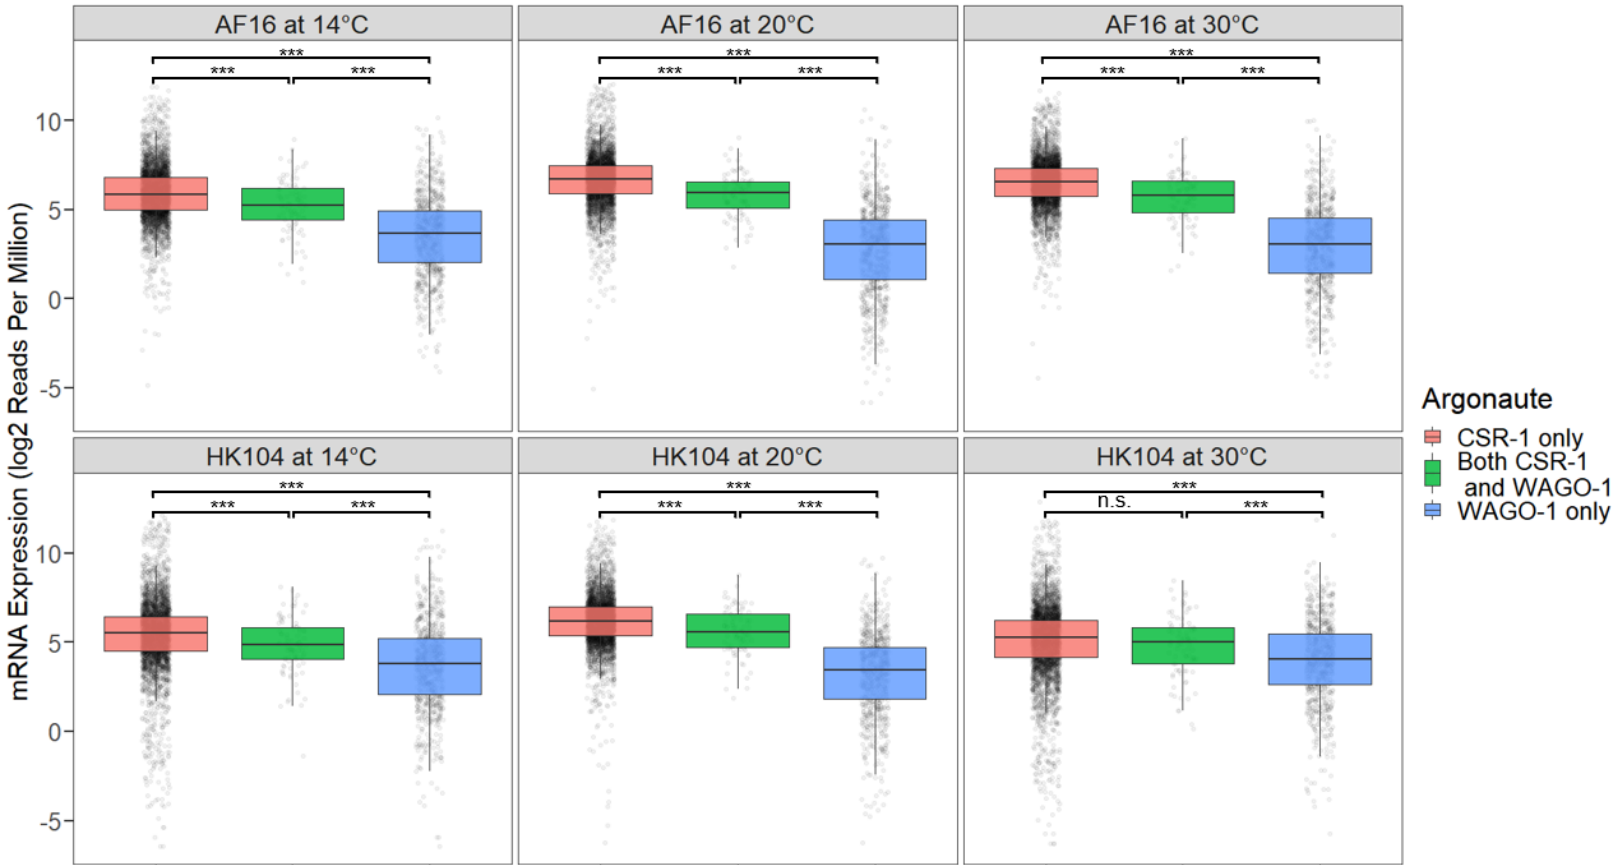 AF16 at 14°C
AF16 at 20°C
AF16 at 30°C
***
***
***
*** ***
*** ***
*** ***
10
5
0
-5
mRNA Expression (log2 Reads Per Million)
HK104 at 14°C
HK104 at 20°C
HK104 at 30°C
***
***
***
*** ***
*** ***
n.s. ***
10
5
0
-5
Argonaute
CSR-1 only
Both CSR-1
and WAGO-1
WAGO-1 only